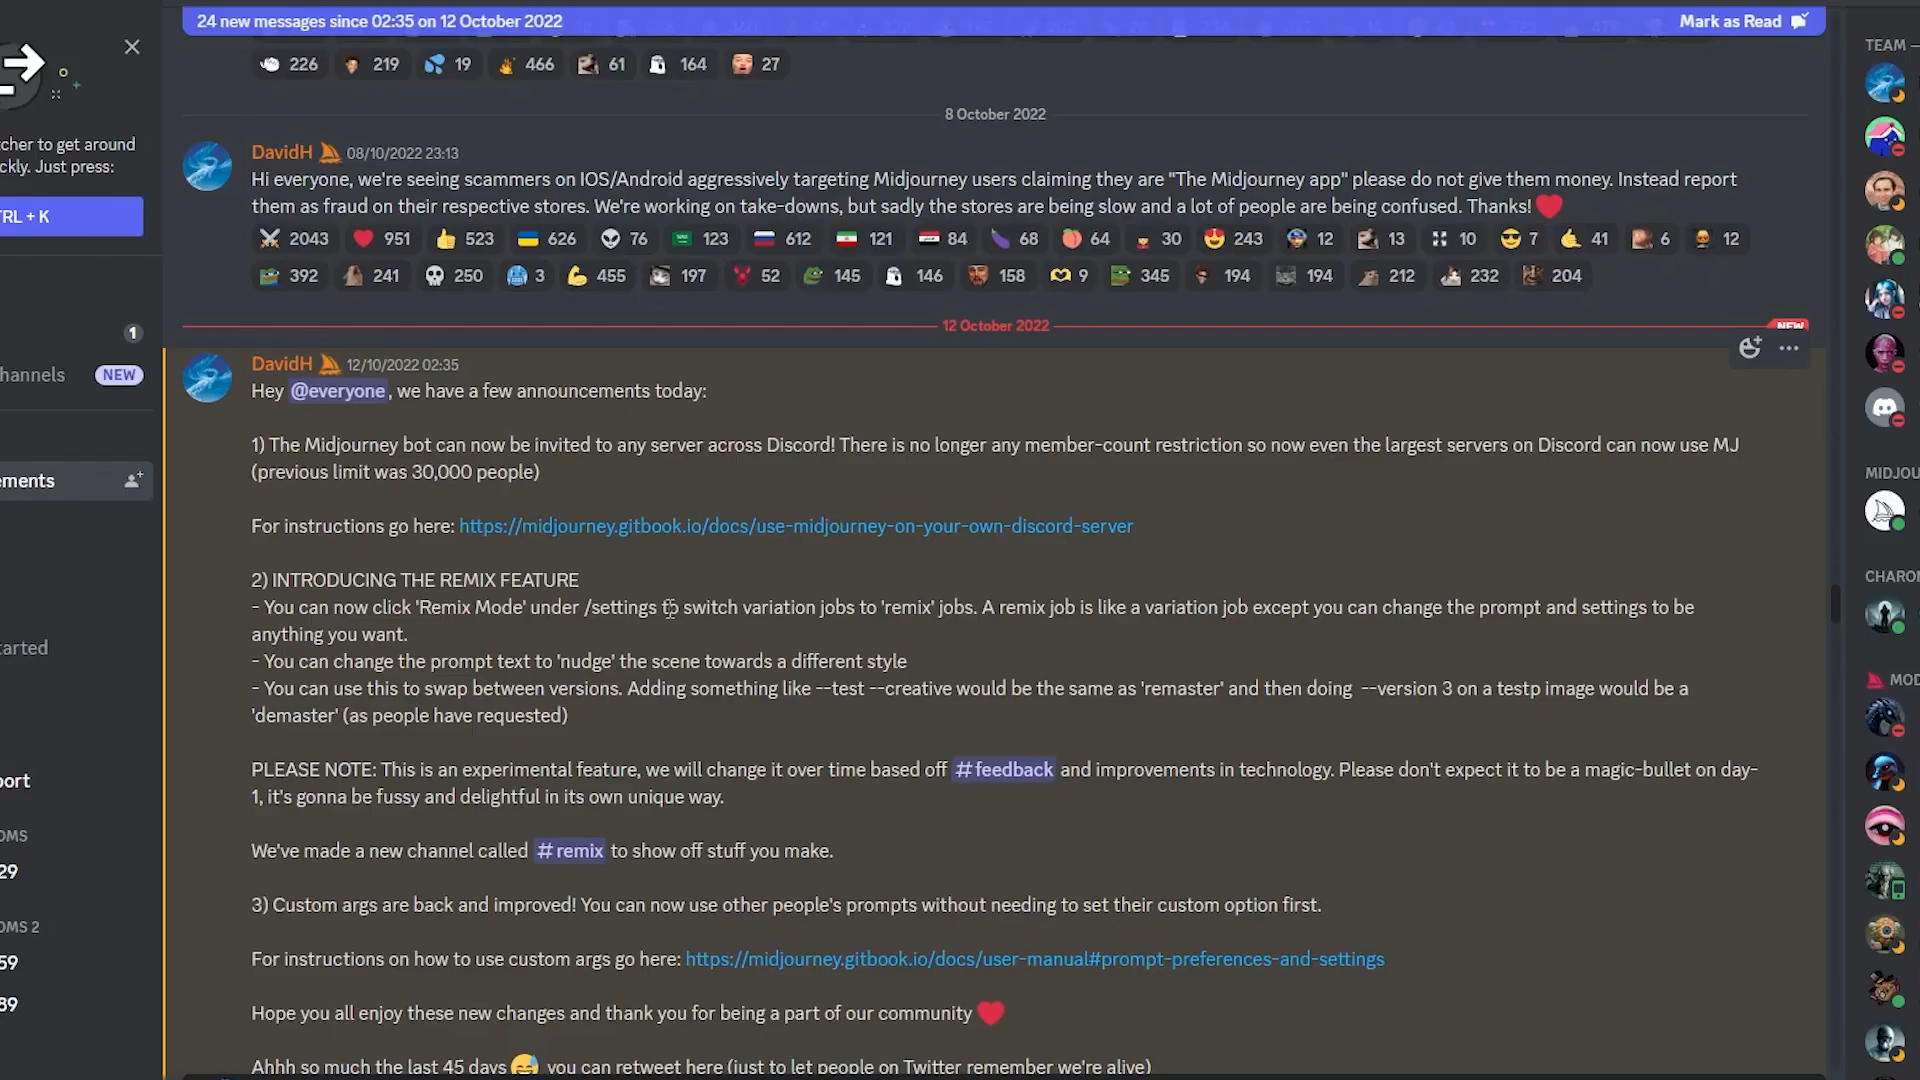 24 new messages since 02:35 on 12 October 2022 Mark as Read
226 219 19 466 61 164 27
8 October 2022
DavidH 08/10/2022 23:13
Hi everyone, we're seeing scammers on IOS/Android aggressively targeting Midjourney users claiming they are "The Midjourney app" please do not give them money. Instead report
them as fraud on their respective stores. We're working on take-downs, but sadly the stores are being slow and a lot of people are being confused. Thanks! ❤️
2043 951 523 626 76 123 612 121 84 68 64 30 243 12 13 10 7 41 6 12
392 241 250 3 455 197 52 145 146 158 9 345 194 194 212 232 204
12 October 2022 NEW
DavidH 12/10/2022 02:35
Hey @everyone, we have a few announcements today:
1) The Midjourney bot can now be invited to any server across Discord! There is no longer any member-count restriction so now even the largest servers on Discord can now use MJ
(previous limit was 30,000 people)
For instructions go here: https://midjourney.gitbook.io/docs/use-midjourney-on-your-own-discord-server
2) INTRODUCING THE REMIX FEATURE
- You can now click 'Remix Mode' under /settings to switch variation jobs to 'remix' jobs. A remix job is like a variation job except you can change the prompt and settings to be
anything you want.
- You can change the prompt text to 'nudge' the scene towards a different style
- You can use this to swap between versions. Adding something like --test --creative would be the same as 'remaster' and then doing --version 3 on a testp image would be a
'demaster' (as people have requested)
PLEASE NOTE: This is an experimental feature, we will change it over time based off #feedback and improvements in technology. Please don't expect it to be a magic-bullet on day-
1, it's gonna be fussy and delightful in its own unique way.
We've made a new channel called #remix to show off stuff you make.
3) Custom args are back and improved! You can now use other people's prompts without needing to set their custom option first.
For instructions on how to use custom args go here: https://midjourney.gitbook.io/docs/user-manual#prompt-preferences-and-settings
Hope you all enjoy these new changes and thank you for being a part of our community ❤️
Ahhh so much the last 45 days 😅 you can retweet here (just to let people on Twitter remember we're alive)
cher to get around
ckly. Just press:
RL + K
1
hannels NEW
ements
arted
ort
OMS
29
OMS 2
59
89
TEAM —
MIDJOU
CHARON
MOD